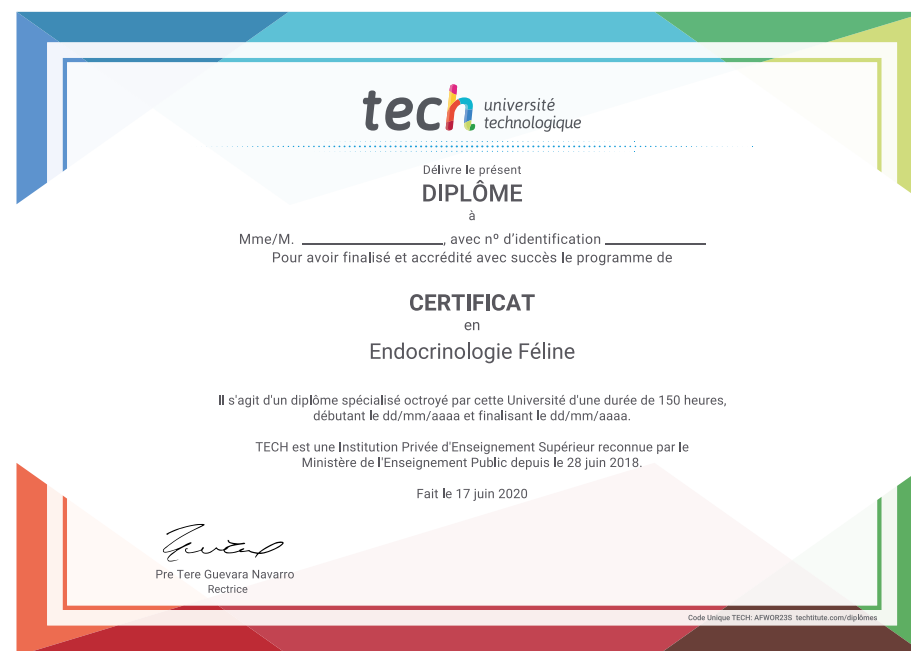 tech université
technologique
Délivre le présent
DIPLÔME
à
Mme/M. ____________________, avec nº d'identification ______________
Pour avoir finalisé et accrédité avec succès le programme de
CERTIFICAT
en
Endocrinologie Féline
Il s'agit d'un diplôme spécialisé octroyé par cette Université d'une durée de 150 heures,
débutant le dd/mm/aaaa et finalisant le dd/mm/aaaa.
TECH est une Institution Privée d'Enseignement Supérieur reconnue par le
Ministère de l'Enseignement Public depuis le 28 juin 2018.
Fait le 17 juin 2020
Pre Tere Guevara Navarro
Rectrice
Code Unique TECH: AFWOR23S techtitute.com/diplômes